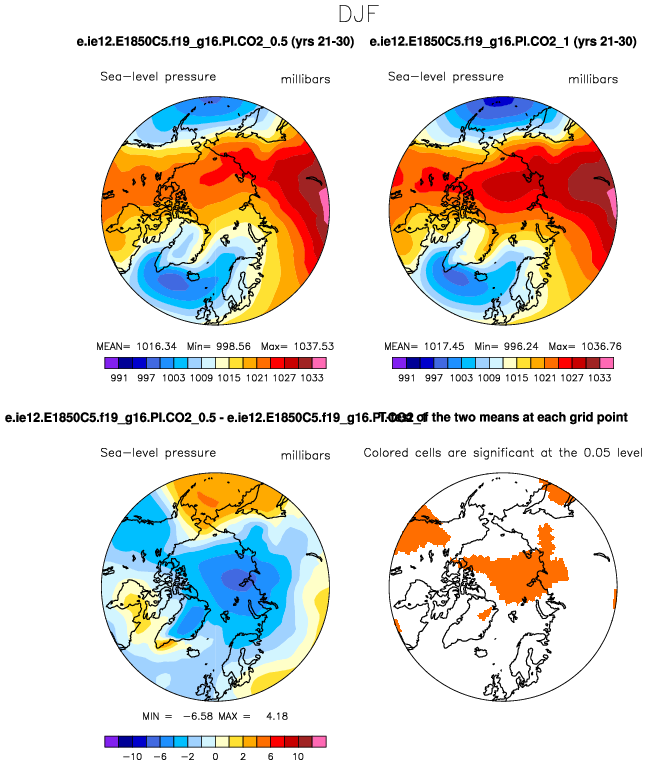 DJF
e.ie12.E1850C5.f19_g16.PI.CO2_0.5 (yrs 21-30) e.ie12.E1850C5.f19_g16.PI.CO2_1 (yrs 21-30)
Sea-level pressure millibars Sea-level pressure millibars
MEAN= 1016.34 Min= 998.56 Max= 1037.53 MEAN= 1017.45 Min= 996.24 Max= 1036.76
991 997 1003 1009 1015 1021 1027 1033 991 997 1003 1009 1015 1021 1027 1033
e.ie12.E1850C5.f19_g16.PI.CO2_0.5 - e.ie12.E1850C5.f19_g16.PI.CO2_1 T-test of the two means at each grid point
Sea-level pressure millibars Colored cells are significant at the 0.05 level
MIN = -6.58 MAX = 4.18
-10 -6 -2 0 2 6 10